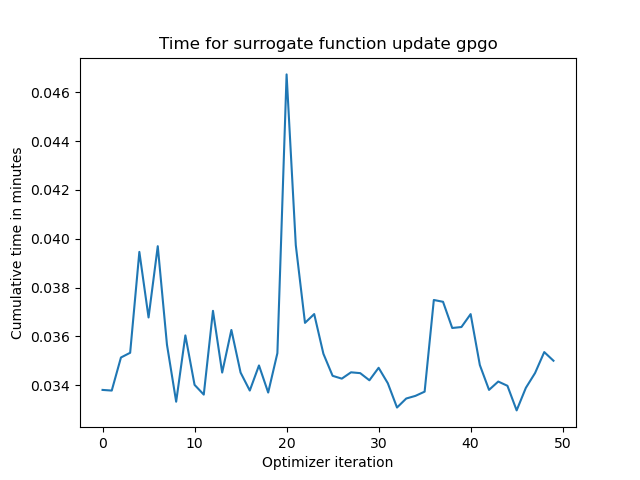 Time for surrogate function update gpgo
0.046
0.044
0.042
0.040
0.038
0.036
0.034
Cumulative time in minutes
0 10 20 30 40 50
Optimizer iteration